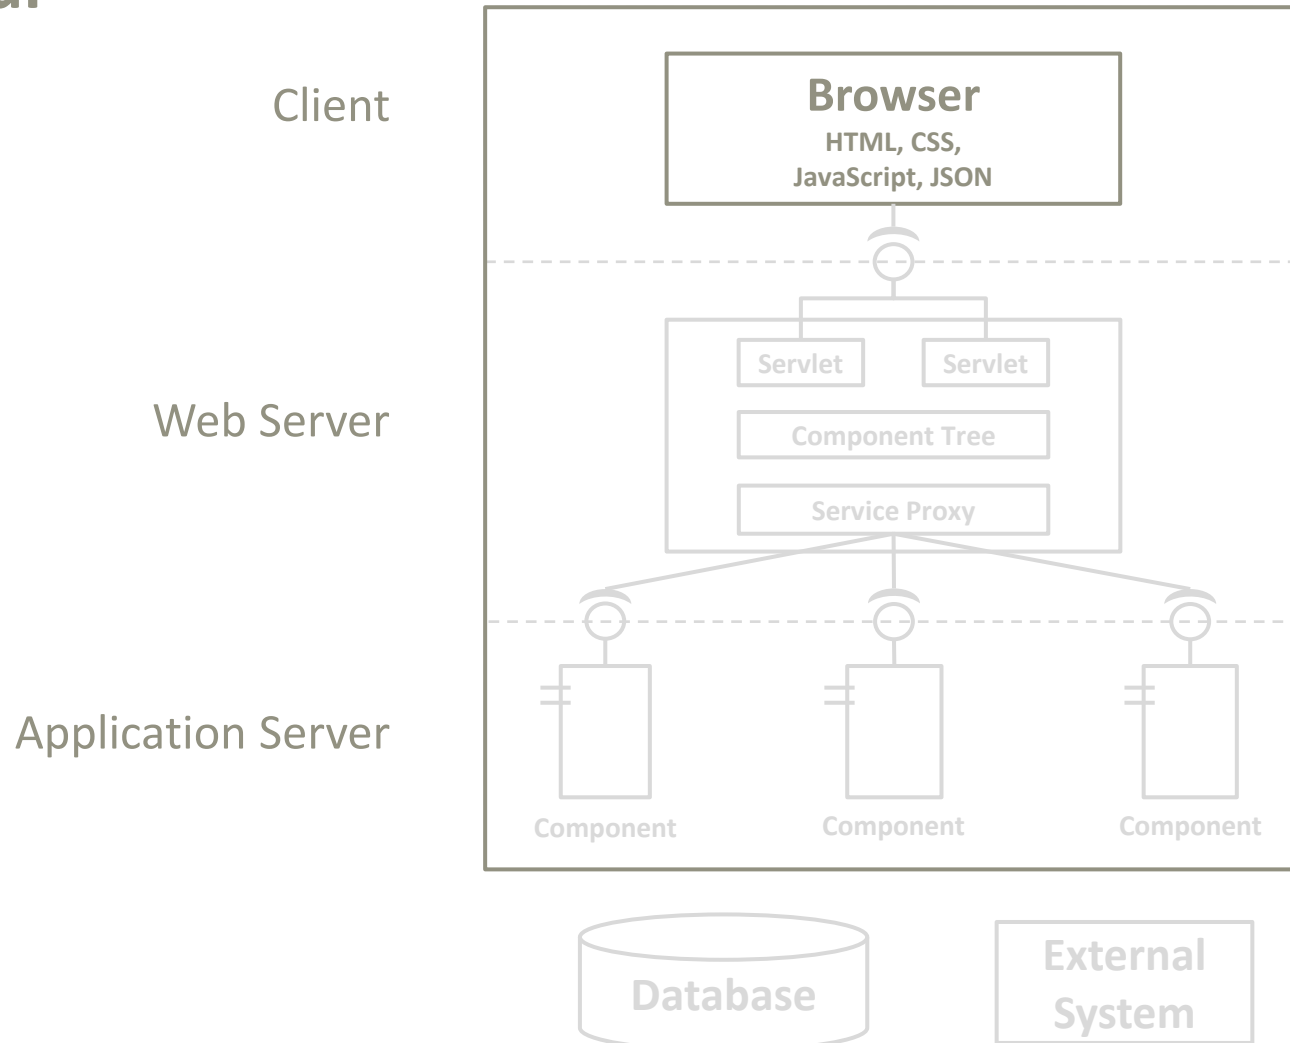 Client
Browser
HTML, CSS,
JavaScript, JSON
Web Server
Servlet
Servlet
Component Tree
Service Proxy
Application Server
Component
Component
Component
Database
External
System